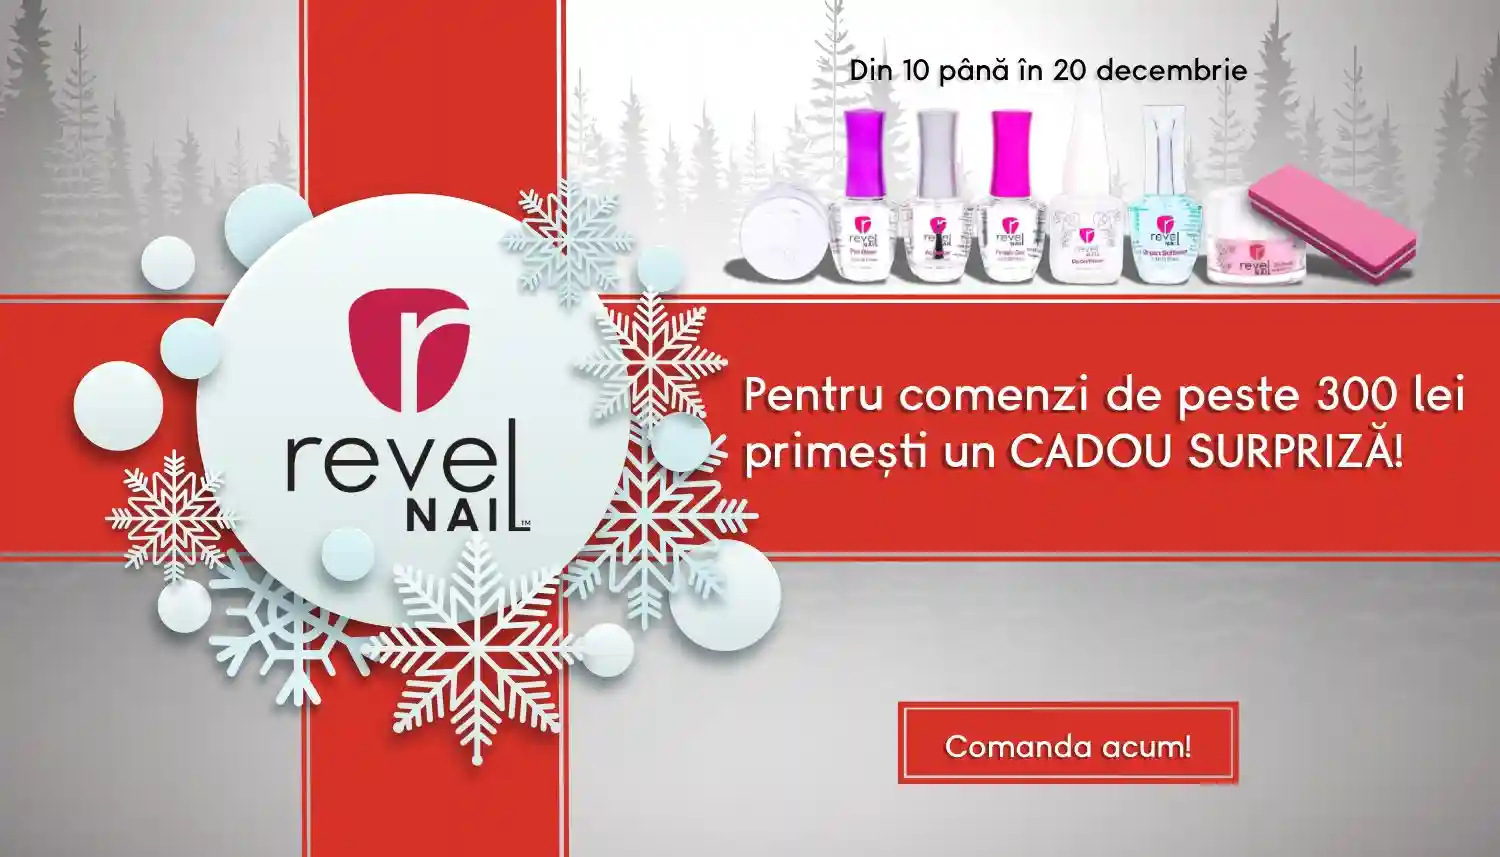 Din 10 până în 20 decembrie
revel
NAIL™
Pentru comenzi de peste 300 lei
primești un CADOU SURPRIZĂ!
Comanda acum!